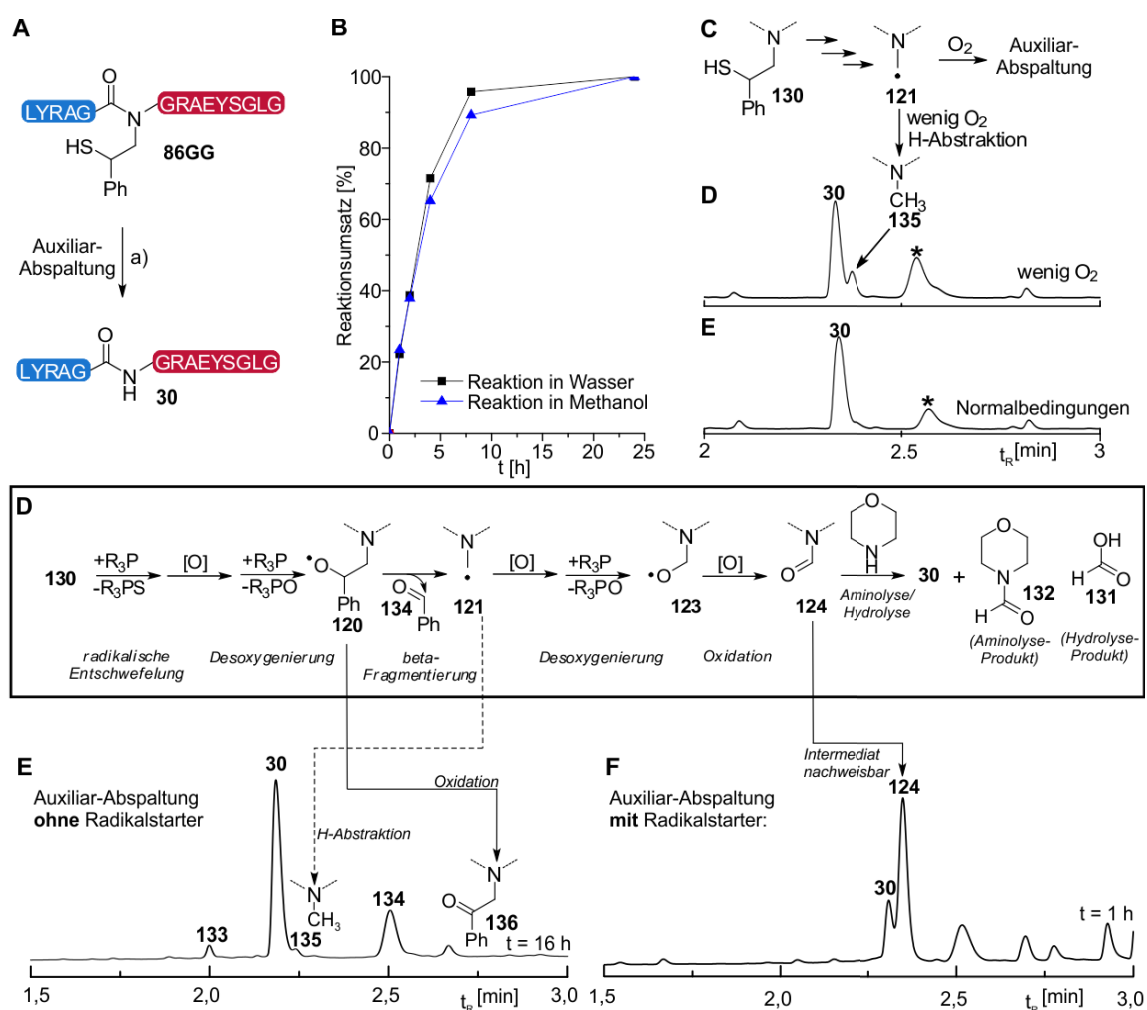 A
O
LYRAG
N
GRAEYSGLG
HS
86GG
Ph
Auxiliar-
Abspaltung
a)
O
LYRAG
N
H
GRAEYSGLG
30
B
Reaktionsumsatz [%]
100
80
60
40
20
0
0 5 10 15 20 25
t [h]
Reaktion in Wasser
Reaktion in Methanol
C
N
HS
Ph
130
N
•
121
O2
Auxiliar-
Abspaltung
wenig O2
H-Abstraktion
N
CH3
135
D
30
*
wenig O2
E
30
*
Normalbedingungen
2 2.5 3
tR[min]
D
130
+R3P
-R3PS
[O]
+R3P
-R3PO
•O
N
Ph
120
134
O
Ph
N
•
121
[O]
+R3P
-R3PO
N
•O
123
[O]
N
O
124
O
N
H
Aminolyse/
Hydrolyse
30 +
O
N
H O
132
OH
H O
131
(Aminolyse-
Produkt)
(Hydrolyse-
Produkt)
radikalische
Entschwefelung
Desoxygenierung
beta-
Fragmentierung
Desoxygenierung
Oxidation
E
Auxiliar-Abspaltung
ohne Radikalstarter
30
H-Abstraktion
Oxidation
133
N
CH3
135
134
N
O
Ph
136
t = 16 h
1,5 2,0 2,5 3,0
tR[min]
F
Auxiliar-Abspaltung
mit Radikalstarter:
Intermediat
nachweisbar
124
30
t = 1 h
1,5 2,0 2,5 3,0
tR[min]